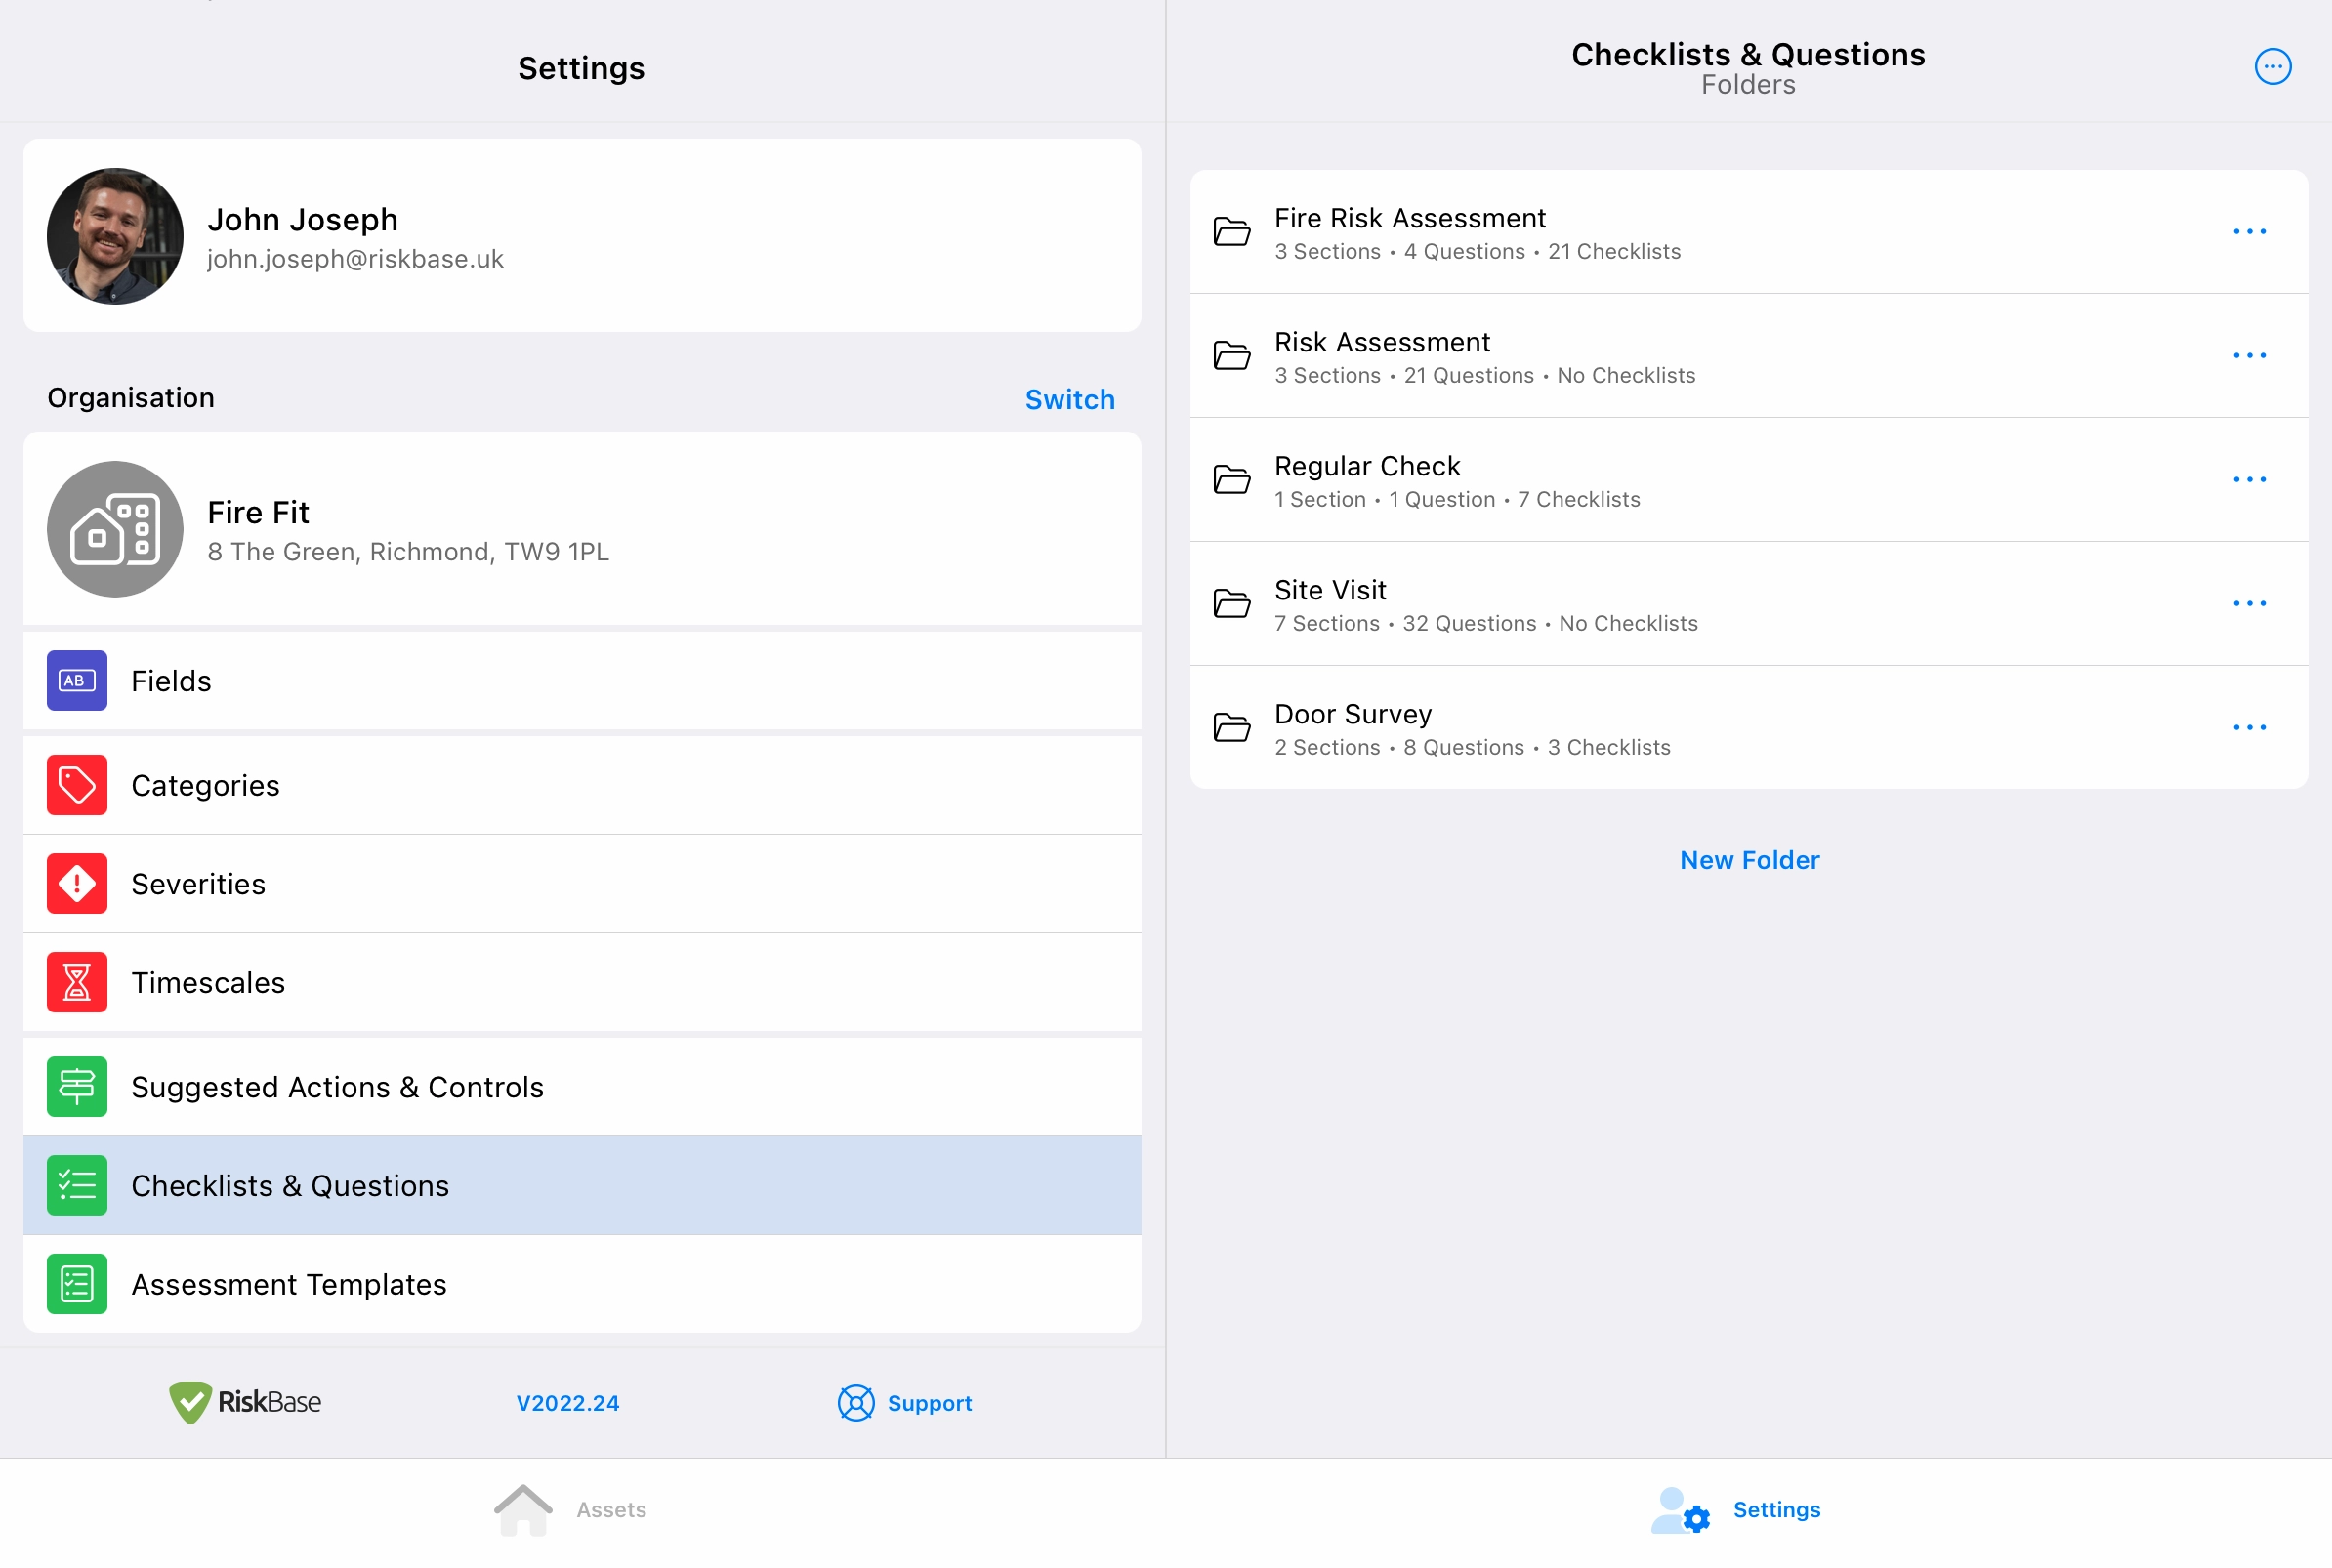 Settings
John Joseph
john.joseph@riskbase.uk
Organisation
Switch
Fire Fit
8 The Green, Richmond, TW9 1PL
AB
Fields
Categories
Severities
Timescales
Suggested Actions & Controls
Checklists & Questions
Assessment Templates
RiskBase
V2022.24
Support
Checklists & Questions
Folders
Fire Risk Assessment
3 Sections • 4 Questions • 21 Checklists
Risk Assessment
3 Sections • 21 Questions • No Checklists
Regular Check
1 Section • 1 Question • 7 Checklists
Site Visit
7 Sections • 32 Questions • No Checklists
Door Survey
2 Sections • 8 Questions • 3 Checklists
New Folder
Assets
Settings